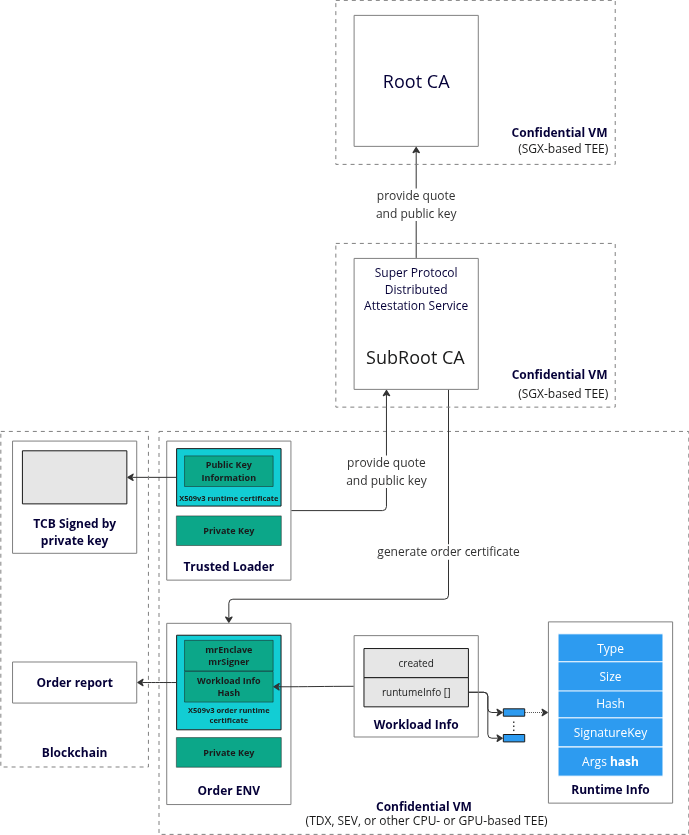 Root CA
Confidential VM
(SGX-based TEE)
provide quote
and public key
Super Protocol
Distributed
Attestation Service
SubRoot CA
Confidential VM
(SGX-based TEE)
TCB Signed by
private key
Public Key
Information
X509v3 runtime certificate
Private Key
Trusted Loader
provide quote
and public key
generate order certificate
Order report
Blockchain
mrEnclave
mrSigner
Workload Info
Hash
X509v3 order runtime
certificate
Private Key
Order ENV
created
runtumeInfo []
Workload Info
⋮
Type
Size
Hash
SignatureKey
Args hash
Runtime Info
Confidential VM
(TDX, SEV, or other CPU- or GPU-based TEE)